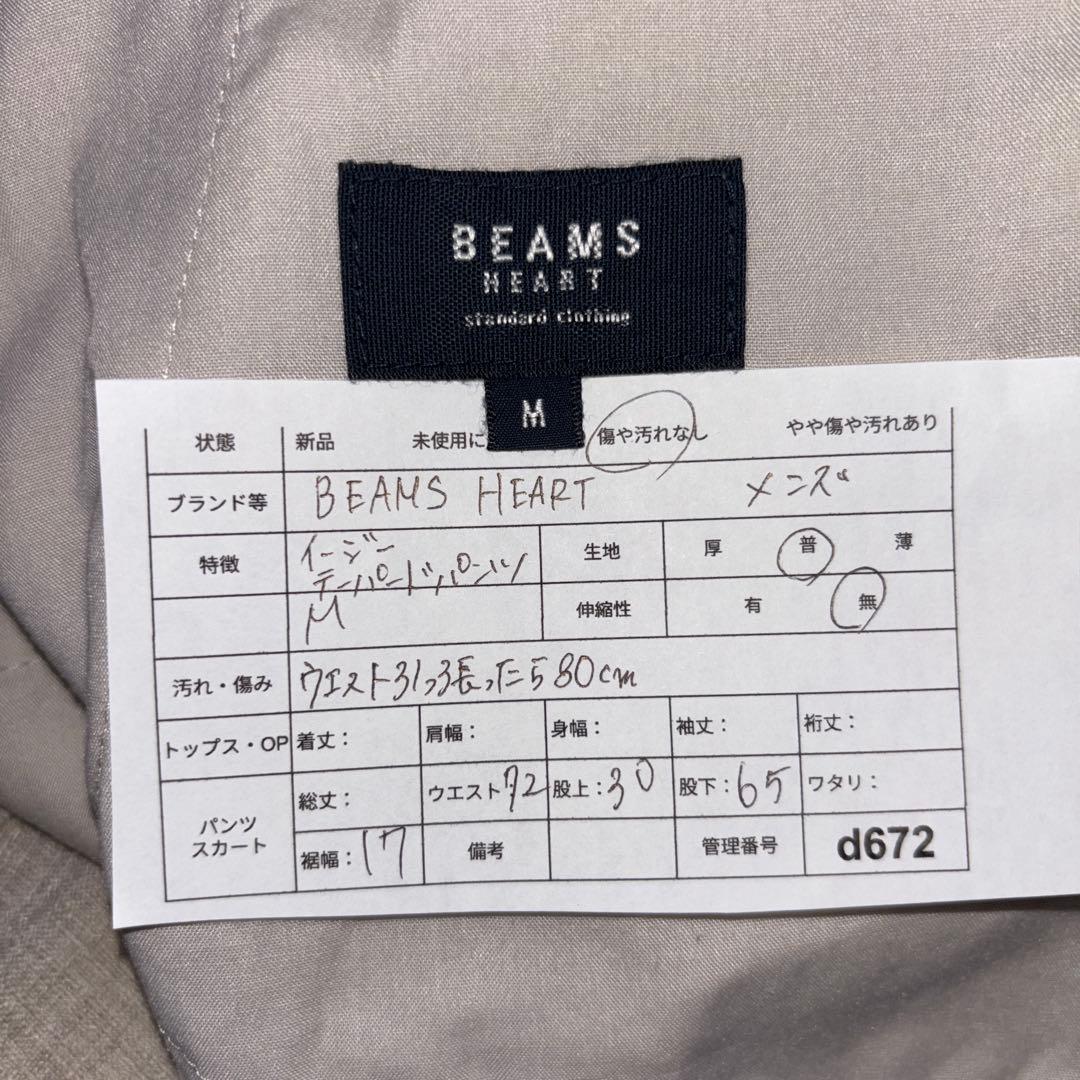 BEAMS
HEART
standard clothing
M
状態 新品 未使用に 傷や汚れなし やや傷や汚れあり
ブランド等 BEAMS HEART メンズ
特徴 イージー
テーパードパンツ 生地 厚 普 薄
M 伸縮性 有 無
汚れ・傷み ウエスト引っ張ったら80cm
トップス・OP 着丈： 肩幅： 身幅： 袖丈： 裄丈：
パンツ
スカート 総丈： ウエスト72 股上：30 股下：65 ワタリ：
裾幅：17 備考 管理番号 d672